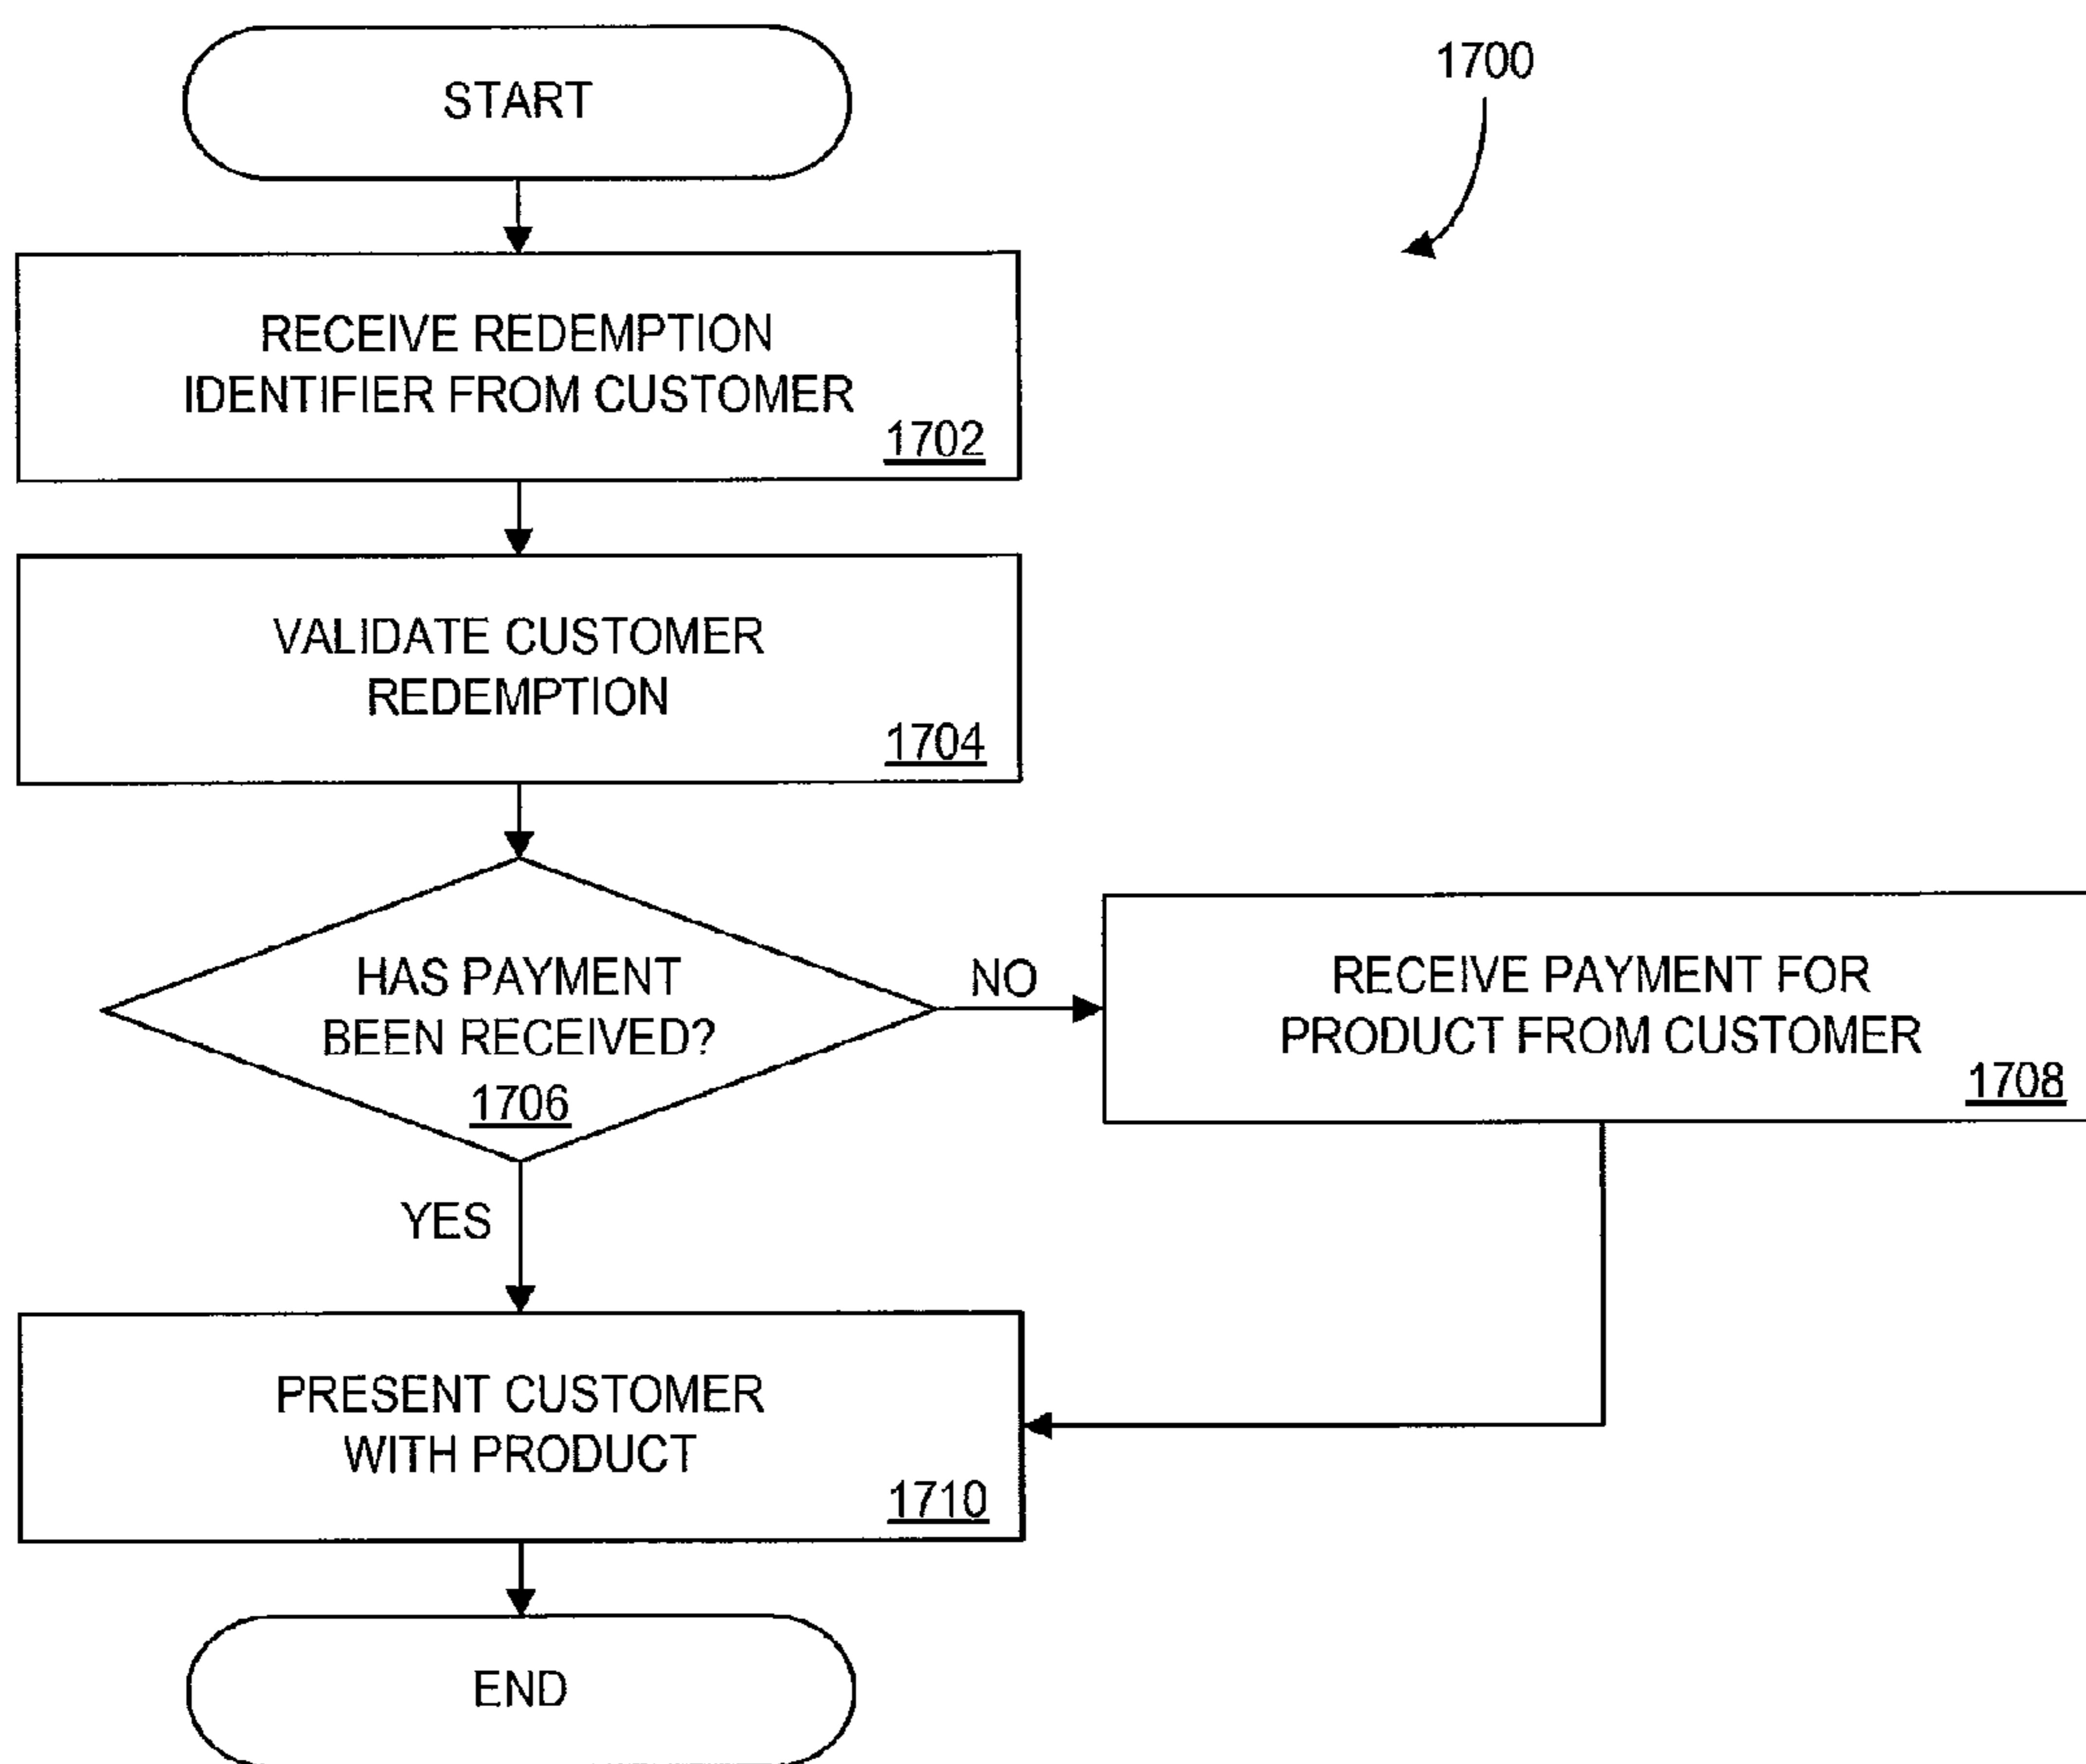 START
1700
RECEIVE REDEMPTION
IDENTIFIER FROM CUSTOMER
1702
VALIDATE CUSTOMER
REDEMPTION
1704
HAS PAYMENT
BEEN RECEIVED?
1706
NO
RECEIVE PAYMENT FOR
PRODUCT FROM CUSTOMER
1708
YES
PRESENT CUSTOMER
WITH PRODUCT
1710
END